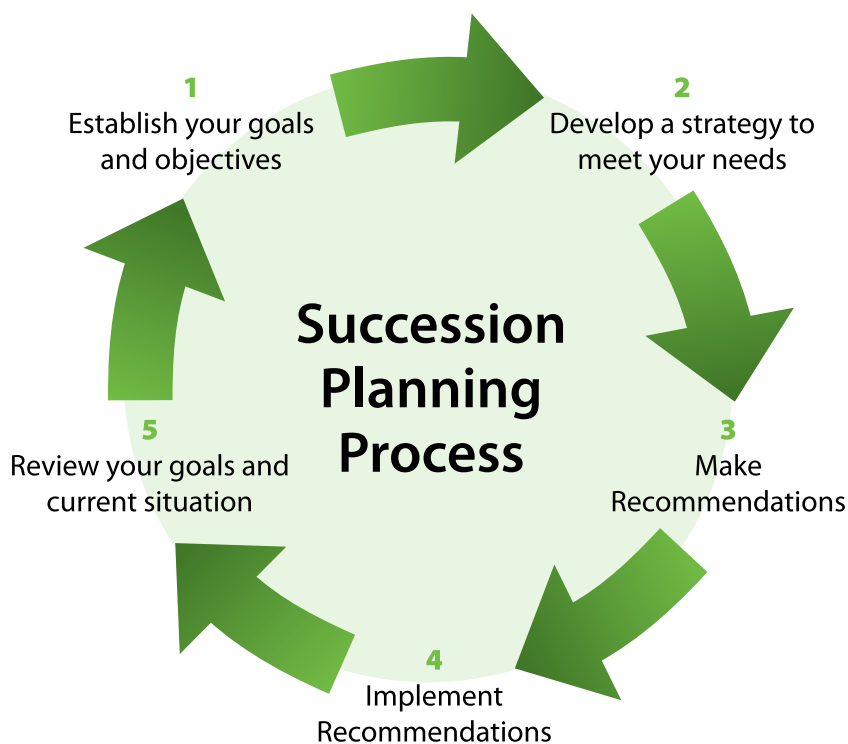 1
Establish your goals
and objectives
2
Develop a strategy to
meet your needs
Succession
Planning
Process
3
Make
Recommendations
4
Implement
Recommendations
5
Review your goals and
current situation